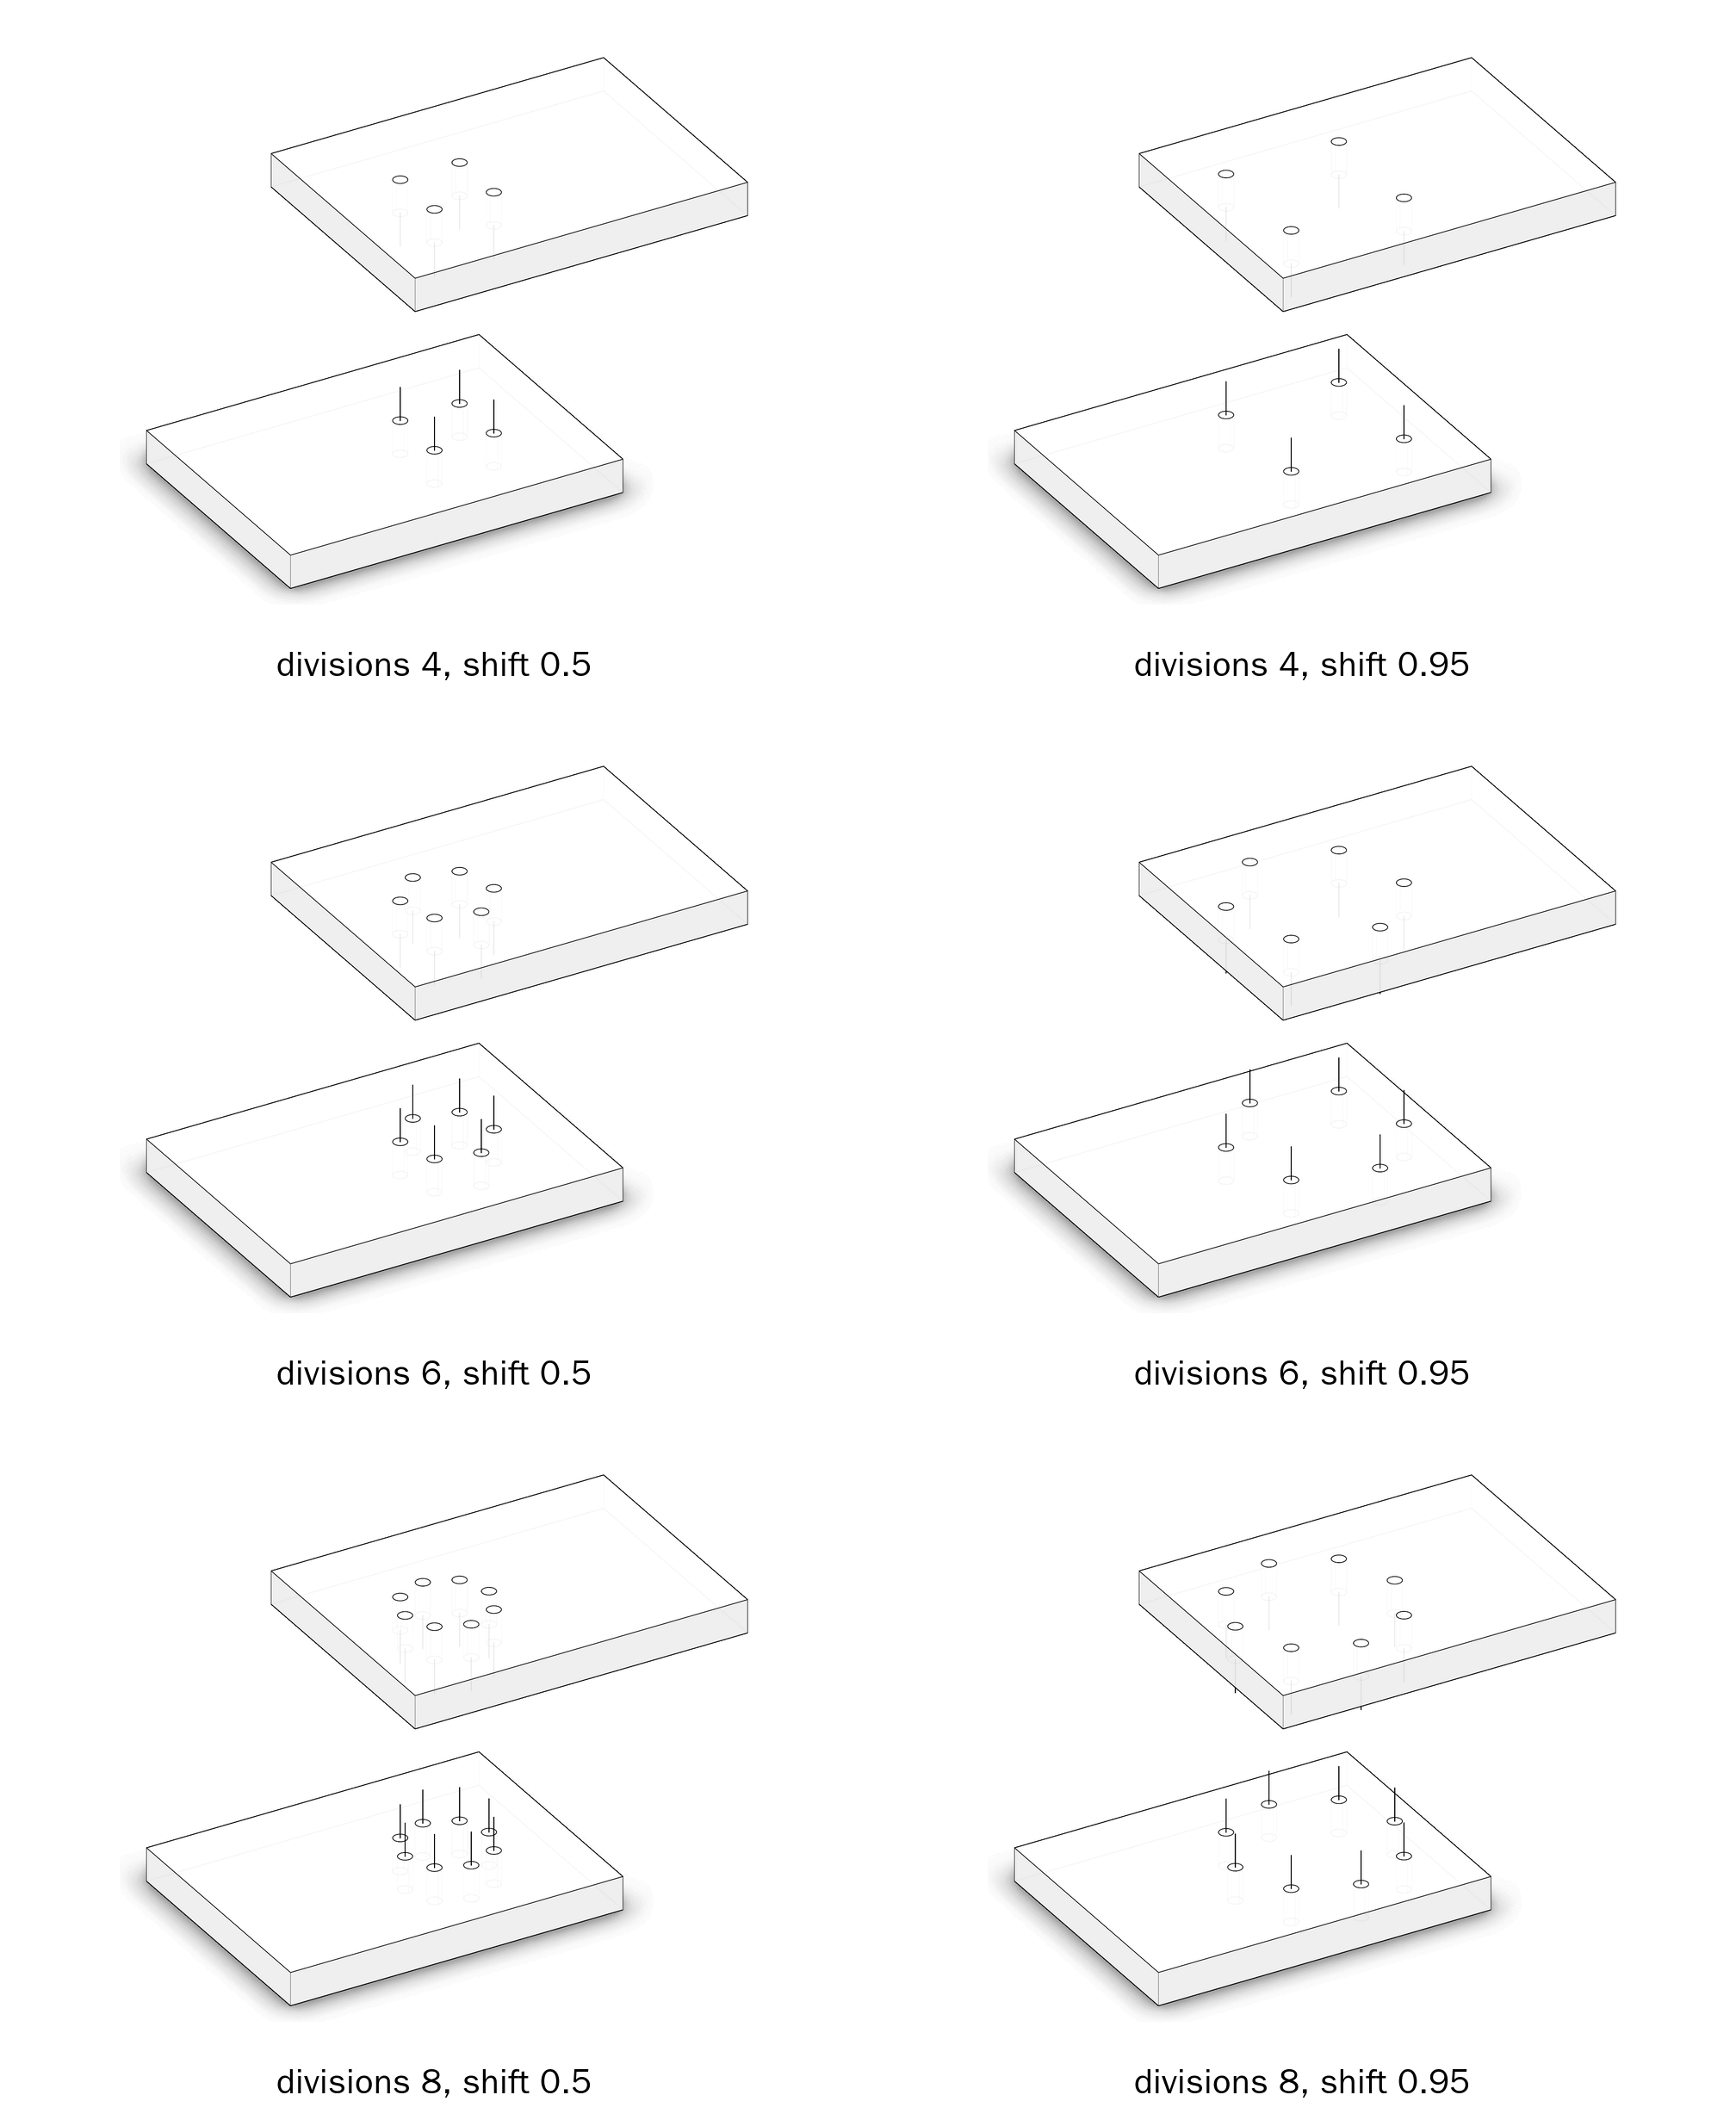 divisions 4, shift 0.5
divisions 4, shift 0.95
divisions 6, shift 0.5
divisions 6, shift 0.95
divisions 8, shift 0.5
divisions 8, shift 0.95